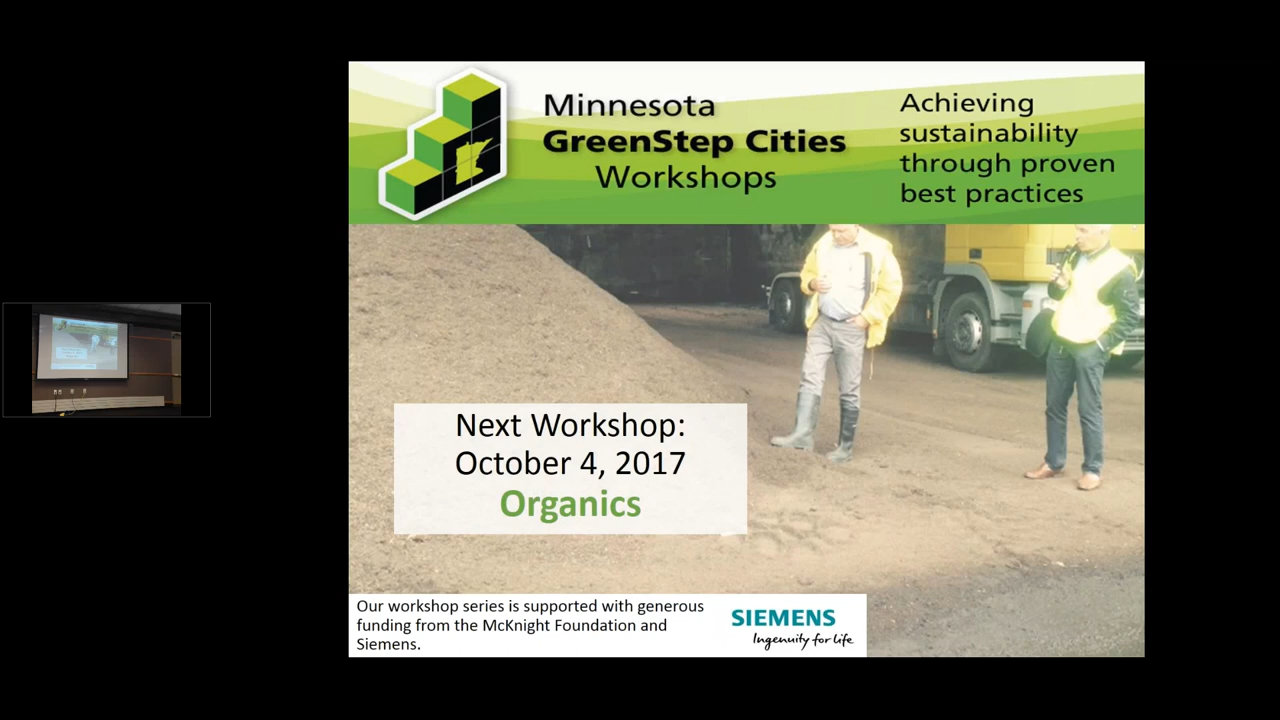 Minnesota
GreenStep Cities
Workshops
Achieving
sustainability
through proven
best practices
Next Workshop:
October 4, 2017
Organics
Our workshop series is supported with generous
funding from the McKnight Foundation and
Siemens.
SIEMENS
Ingenuity for life